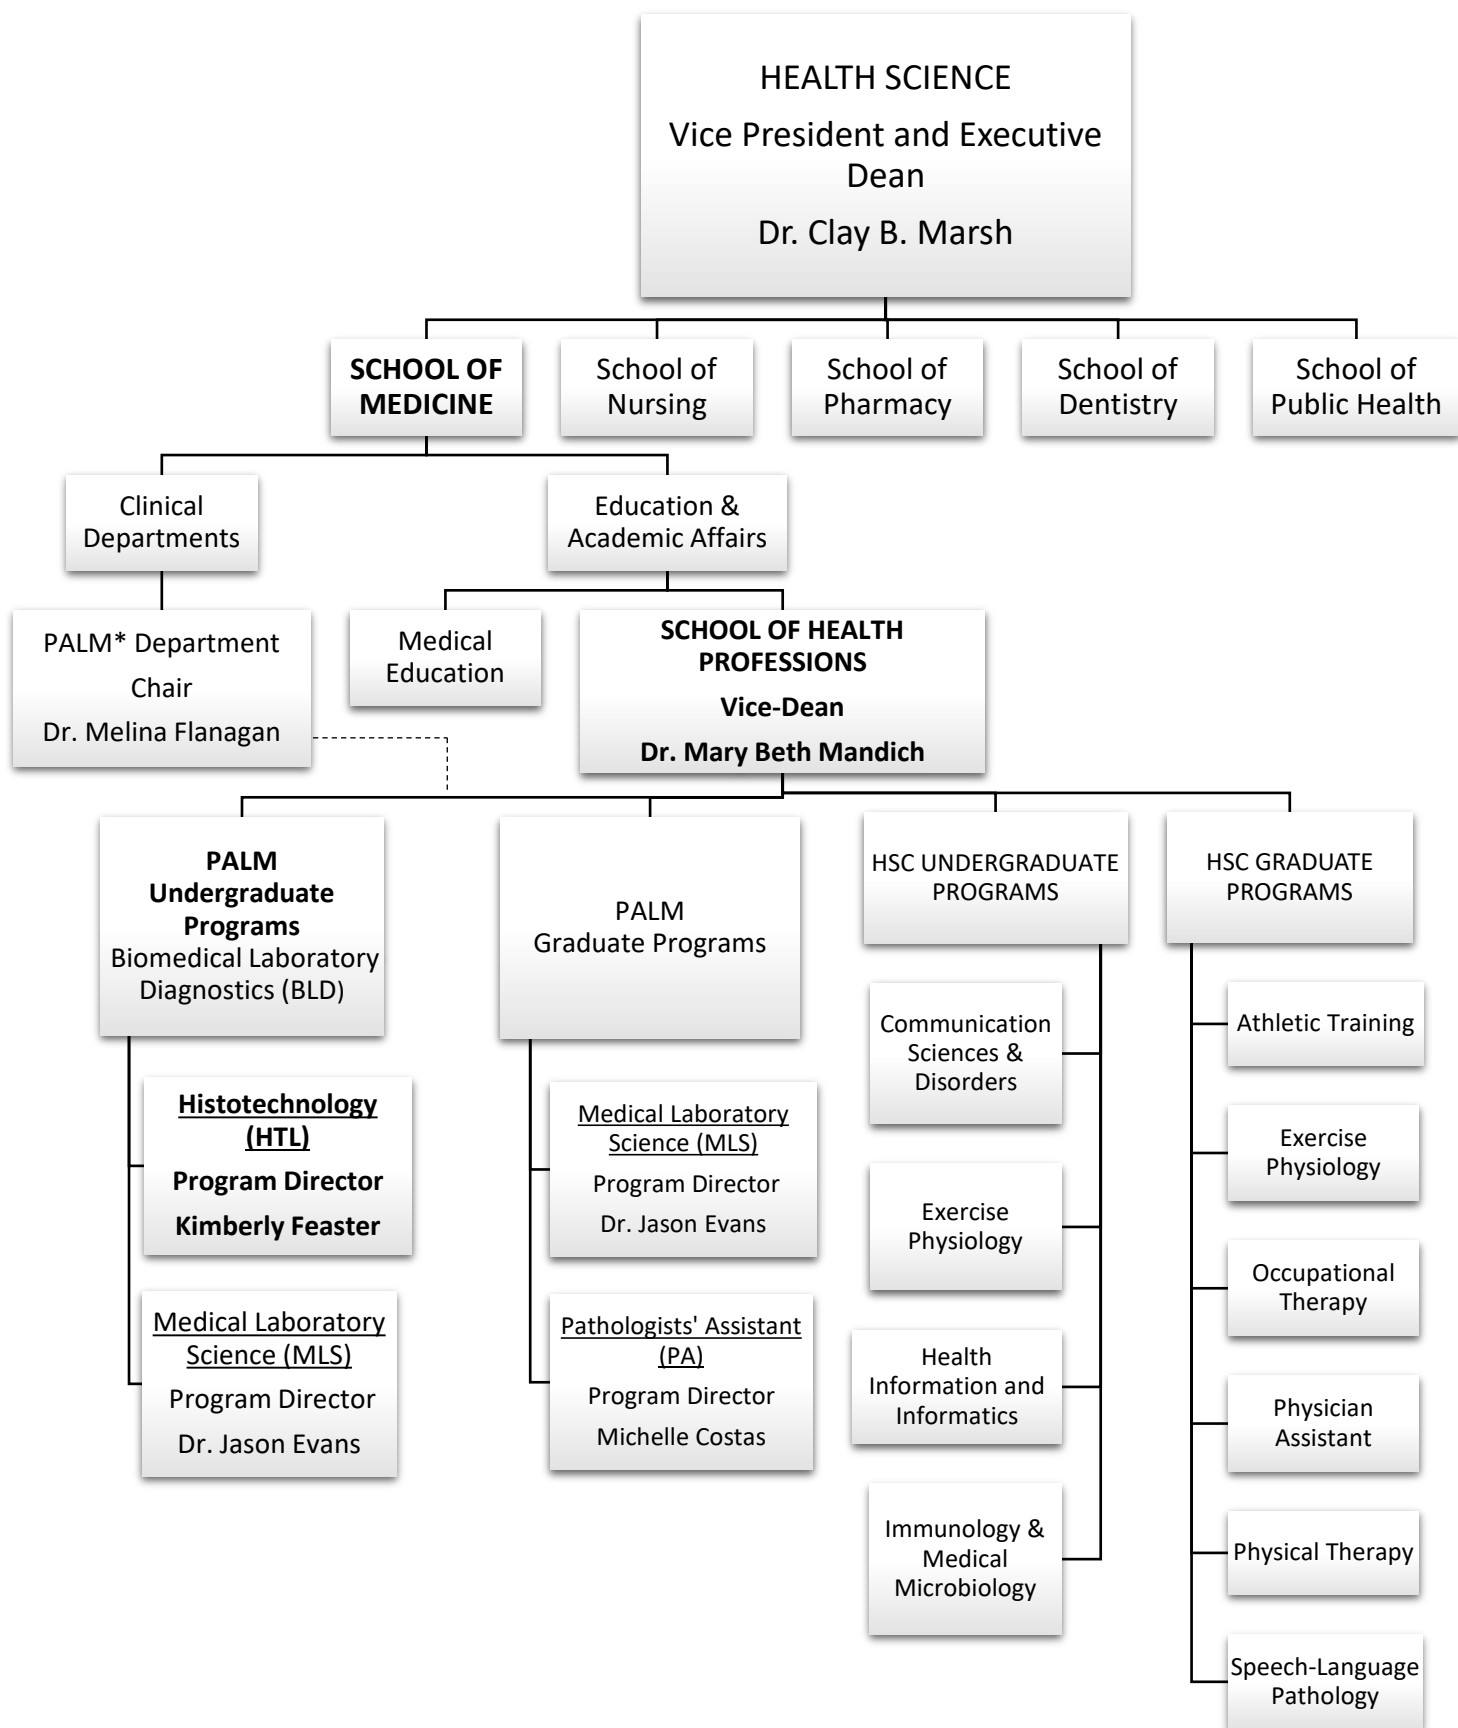 HEALTH SCIENCE
Vice President and Executive
Dean
Dr. Clay B. Marsh
SCHOOL OF
MEDICINE
School of
Nursing
School of
Pharmacy
School of
Dentistry
School of
Public Health
Clinical
Departments
Education &
Academic Affairs
PALM* Department
Chair
Dr. Melina Flanagan
Medical
Education
SCHOOL OF HEALTH
PROFESSIONS
Vice-Dean
Dr. Mary Beth Mandich
PALM
Undergraduate
Programs
Biomedical Laboratory
Diagnostics (BLD)
Histotechnology
(HTL)
Program Director
Kimberly Feaster
Medical Laboratory
Science (MLS)
Program Director
Dr. Jason Evans
PALM
Graduate Programs
Medical Laboratory
Science (MLS)
Program Director
Dr. Jason Evans
Pathologists' Assistant
(PA)
Program Director
Michelle Costas
HSC UNDERGRADUATE
PROGRAMS
Communication
Sciences &
Disorders
Exercise
Physiology
Health
Information and
Informatics
Immunology &
Medical
Microbiology
HSC GRADUATE
PROGRAMS
Athletic Training
Exercise
Physiology
Occupational
Therapy
Physician
Assistant
Physical Therapy
Speech-Language
Pathology